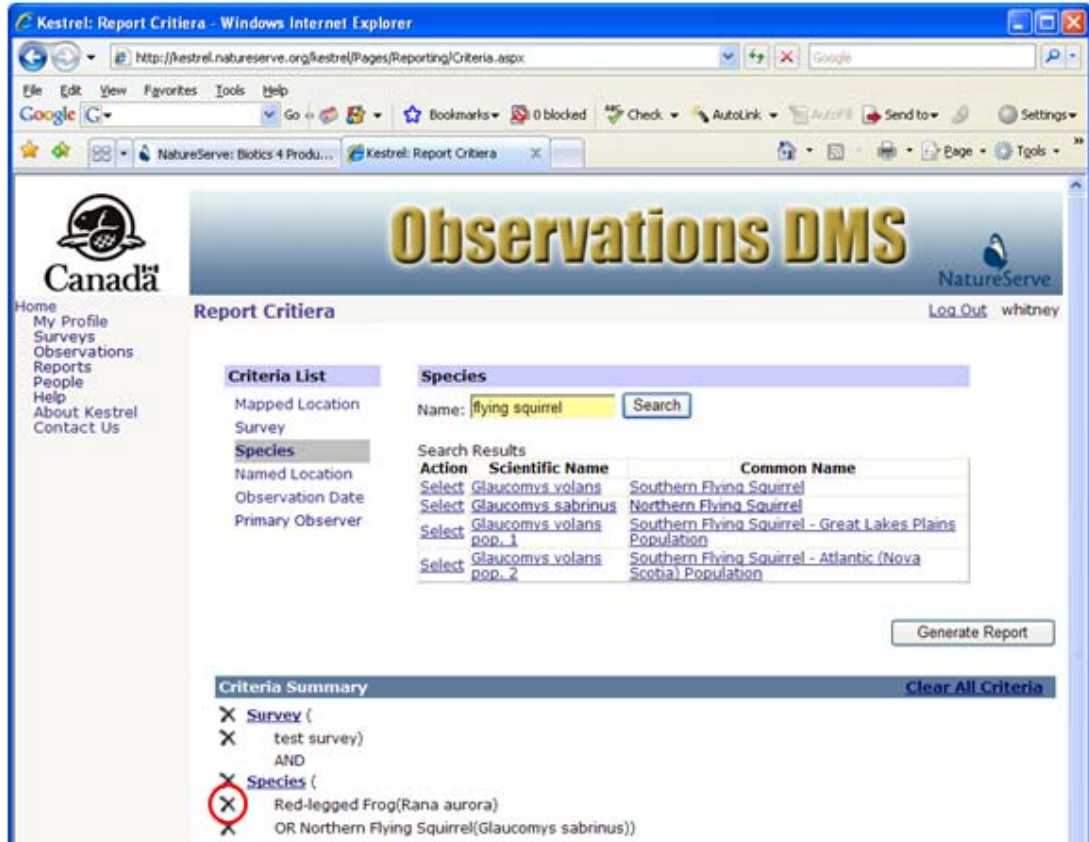 Kestrel: Report Critiera - Windows Internet Explorer
http://kestrel.natureserve.org/kestrel/Pages/Reporting/Criteria.aspx
Google
File Edit View Favorites Tools Help
Google G Go Bookmarks 0 blocked Check AutoLink AutoFill Send to Settings
NatureServe: Biotics 4 Produ... Kestrel: Report Critiera Page Tools
Canada
Observations DMS
NatureServe
Home
My Profile
Surveys
Observations
Reports
People
Help
About Kestrel
Contact Us
Report Critiera
Log Out whitney
Criteria List
Mapped Location
Survey
Species
Named Location
Observation Date
Primary Observer
Species
Name: flying squirrel Search
Search Results
Action Scientific Name Common Name
Select Glaucomys volans Southern Flying Squirrel
Select Glaucomys sabrinus Northern Flying Squirrel
Select Glaucomys volans pop. 1 Southern Flying Squirrel - Great Lakes Plains
Population
Select Glaucomys volans pop. 2 Southern Flying Squirrel - Atlantic (Nova
Scotia) Population
Generate Report
Criteria Summary Clear All Criteria
Survey (
test survey)
AND
Species (
Red-legged Frog(Rana aurora)
OR Northern Flying Squirrel(Glaucomys sabrinus))